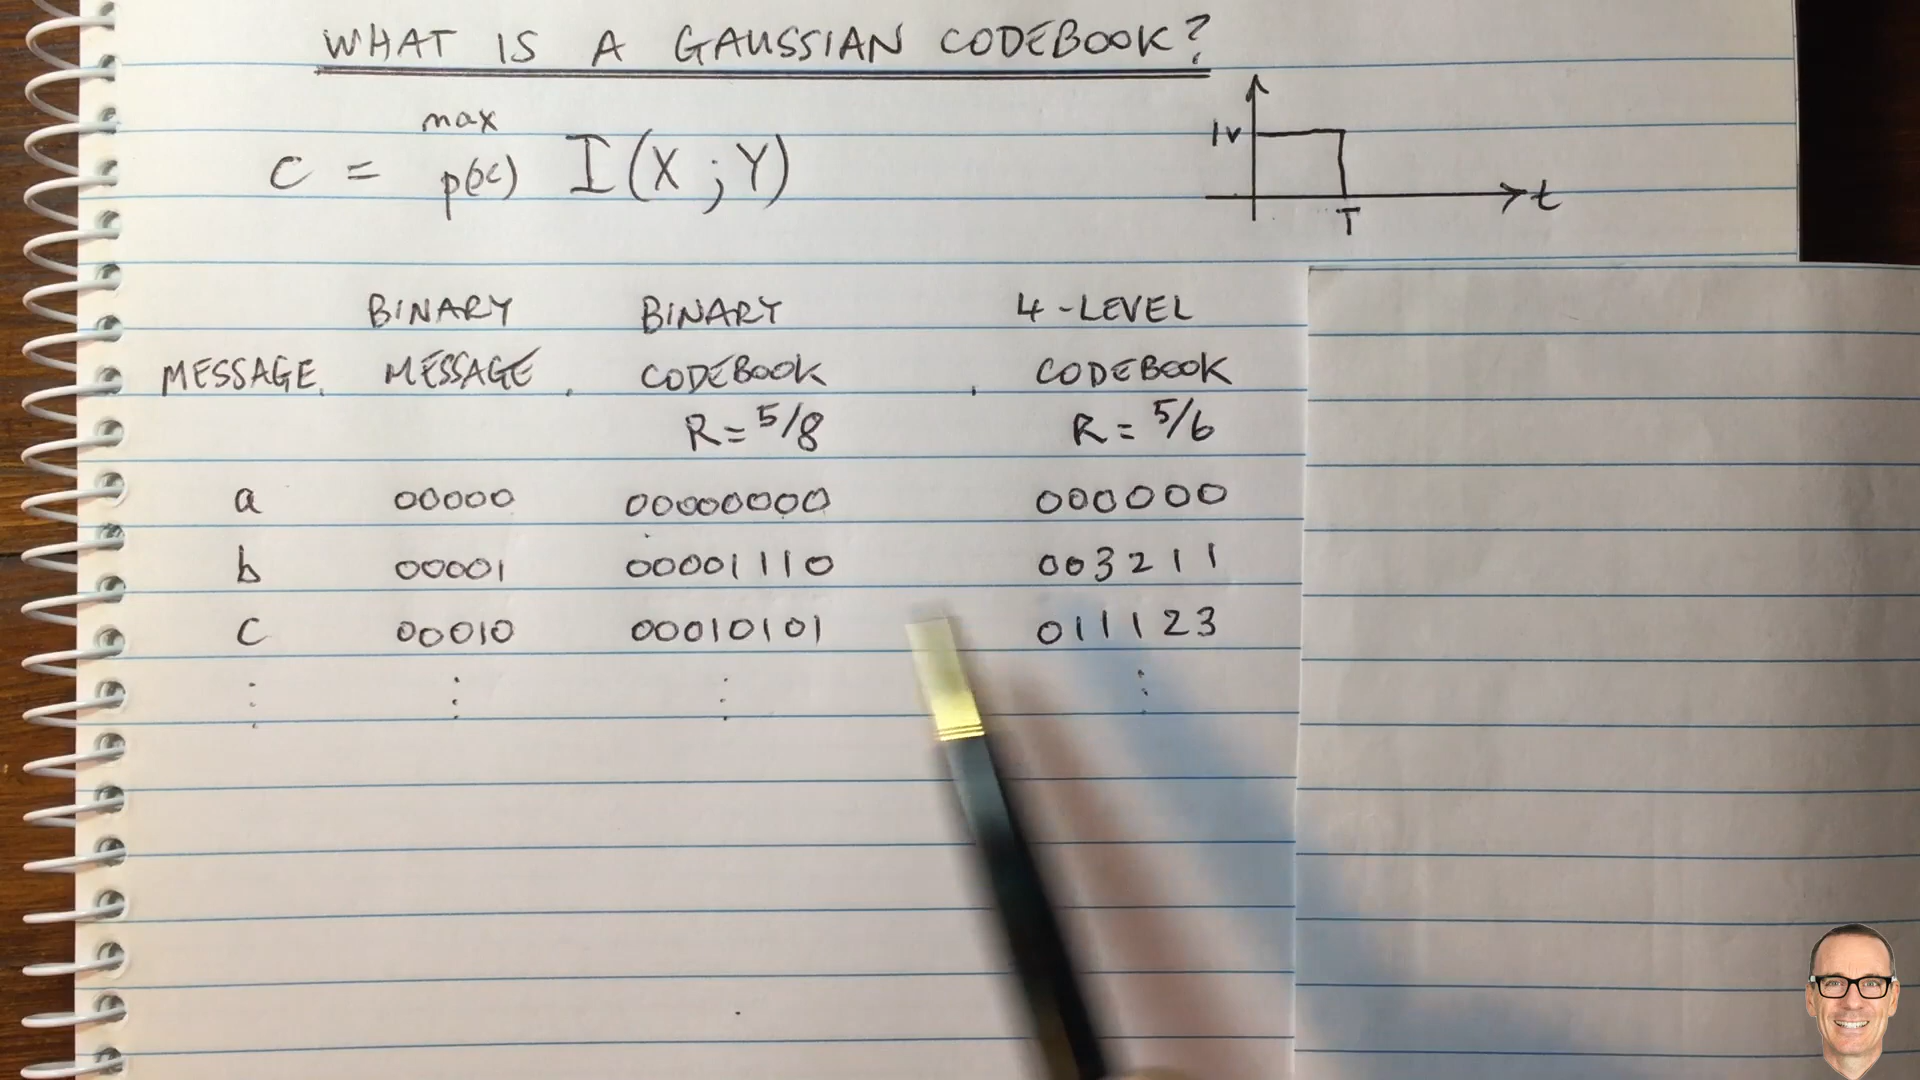 WHAT IS A GAUSSIAN CODEBOOK?
max
C = p(x) I(X;Y)
1v
T
t
BINARY BINARY 4-LEVEL
MESSAGE MESSAGE CODEBOOK CODEBOOK
R = 5/8 R = 5/6
a 00000 00000000 000000
b 00001 00001110 003211
c 00010 00010101 011123
⋮ ⋮ ⋮ ⋮